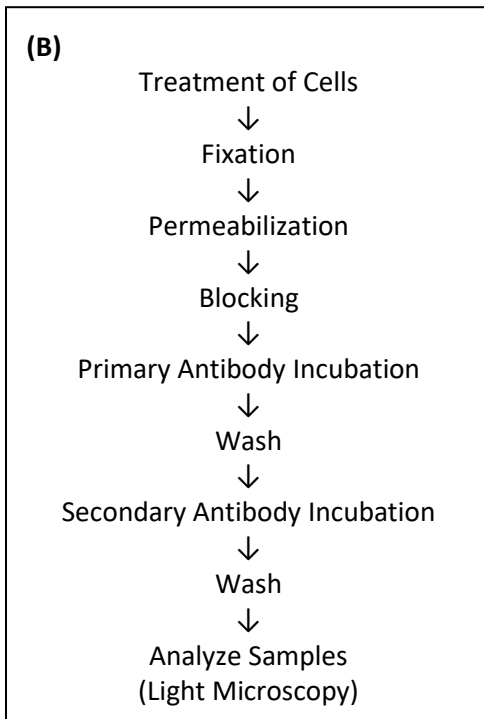 (B)
Treatment of Cells
↓
Fixation
↓
Permeabilization
↓
Blocking
↓
Primary Antibody Incubation
↓
Wash
↓
Secondary Antibody Incubation
↓
Wash
↓
Analyze Samples
(Light Microscopy)